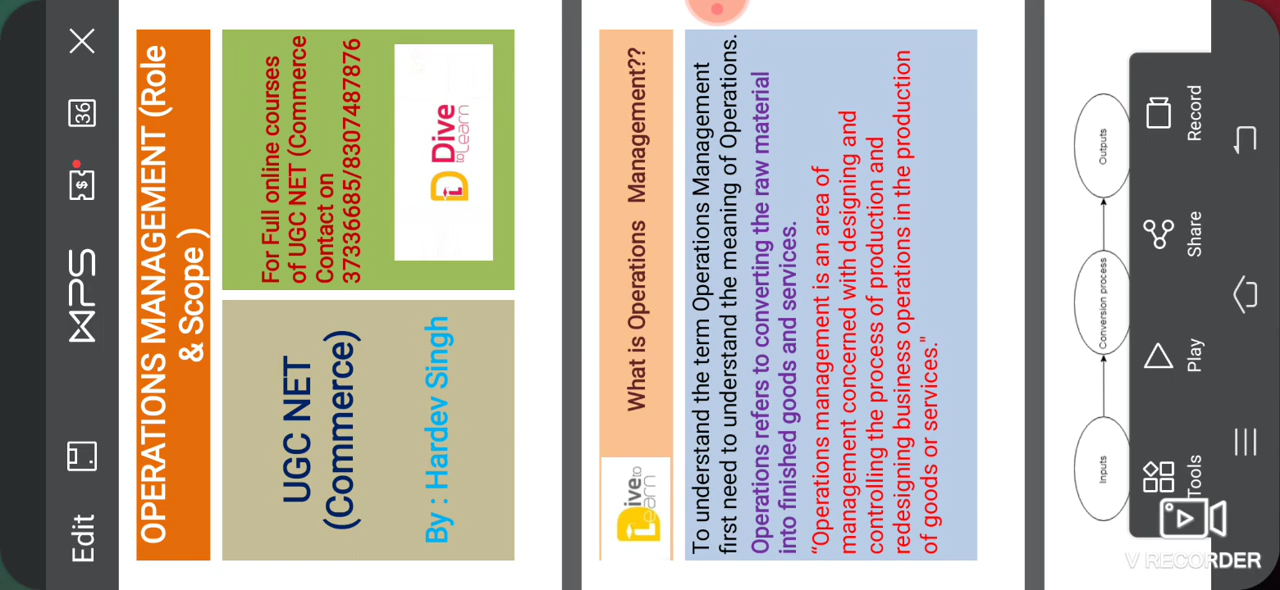 Edit
WPS
36
OPERATIONS MANAGEMENT (Role
& Scope )
UGC NET
(Commerce)
By : Hardev Singh
For Full online courses
of UGC NET (Commerce
Contact on
37336685/8307487876
Dive
to Learn
Dive to
Learn
What is Operations Management??
To understand the term Operations Management
first need to understand the meaning of Operations.
Operations refers to converting the raw material
into finished goods and services.
“Operations management is an area of
management concerned with designing and
controlling the process of production and
redesigning business operations in the production
of goods or services."
Inputs
Conversion process
Outputs
Tools
Play
Share
Record
V RECORDER